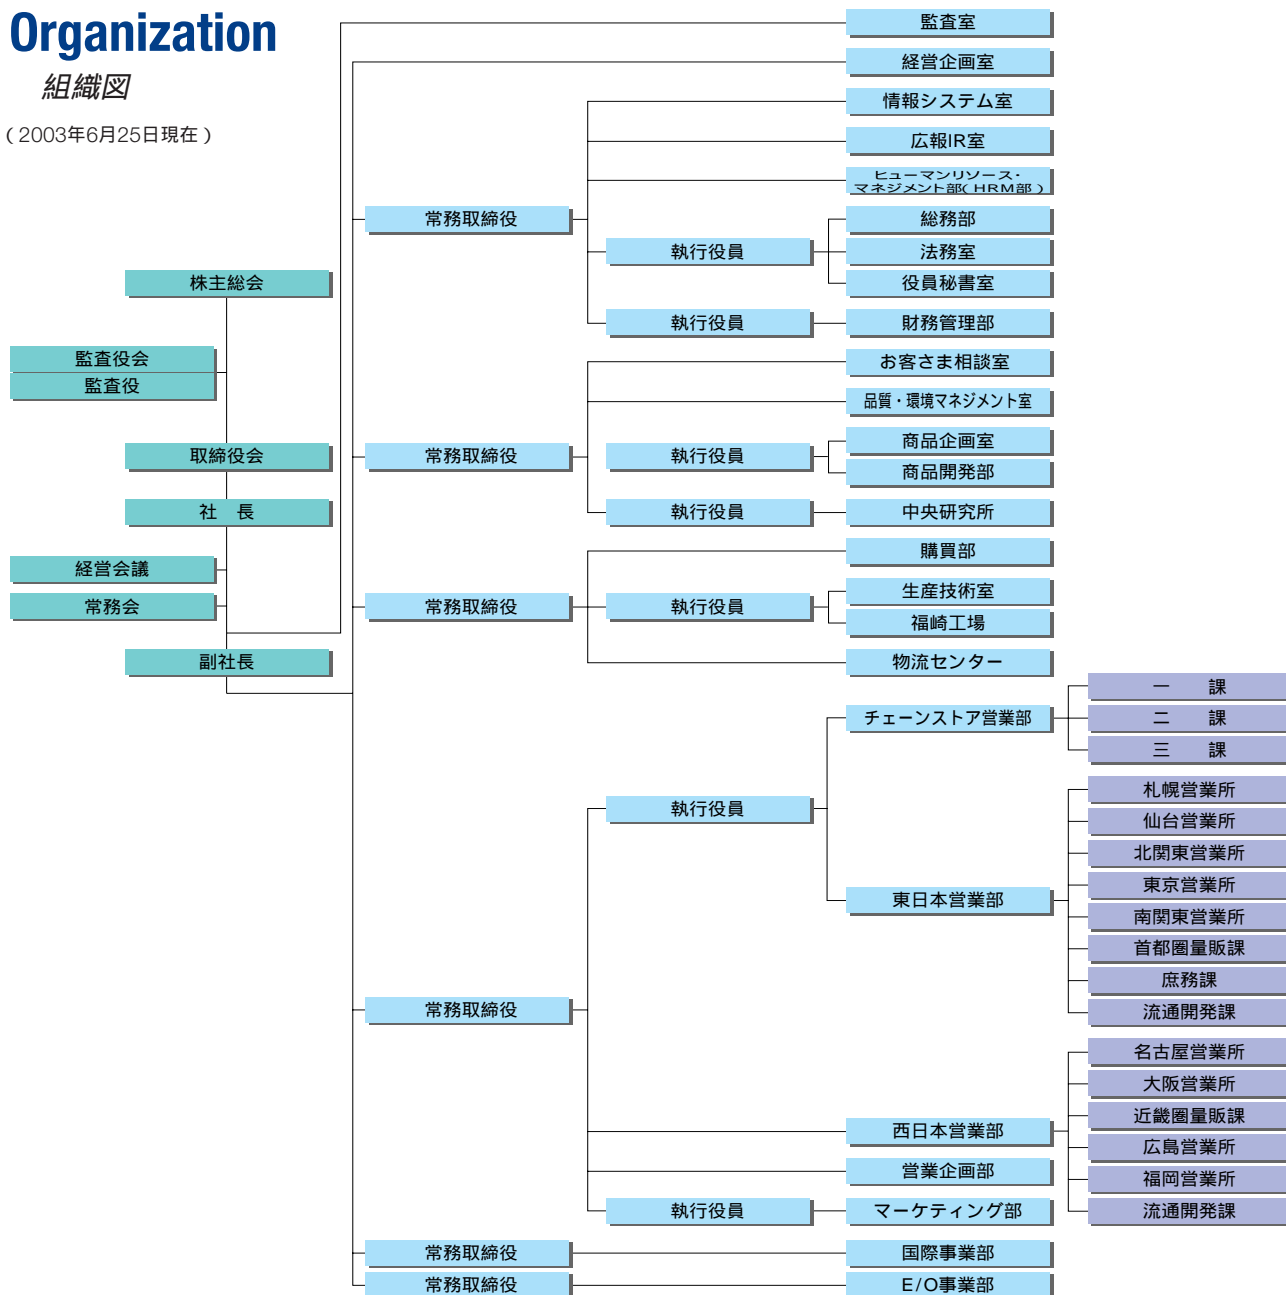 Organization
組織図
(2003年6月25日現在)
株主総会
監査役会
監査役
取締役会
社　長
経営会議
常務会
副社長
監査室
経営企画室
常務取締役
情報システム室
広報IR室
ヒューマンリソース・
マネジメント部(HRM部)
執行役員
総務部
法務室
役員秘書室
執行役員
財務管理部
常務取締役
お客さま相談室
品質・環境マネジメント室
執行役員
商品企画室
商品開発部
執行役員
中央研究所
常務取締役
購買部
執行役員
生産技術室
福崎工場
物流センター
常務取締役
執行役員
チェーンストア営業部
一　課
二　課
三　課
東日本営業部
札幌営業所
仙台営業所
北関東営業所
東京営業所
南関東営業所
首都圏量販課
庶務課
流通開発課
西日本営業部
名古屋営業所
大阪営業所
近畿圏量販課
広島営業所
福岡営業所
流通開発課
営業企画部
執行役員
マーケティング部
常務取締役
国際事業部
常務取締役
E/O事業部